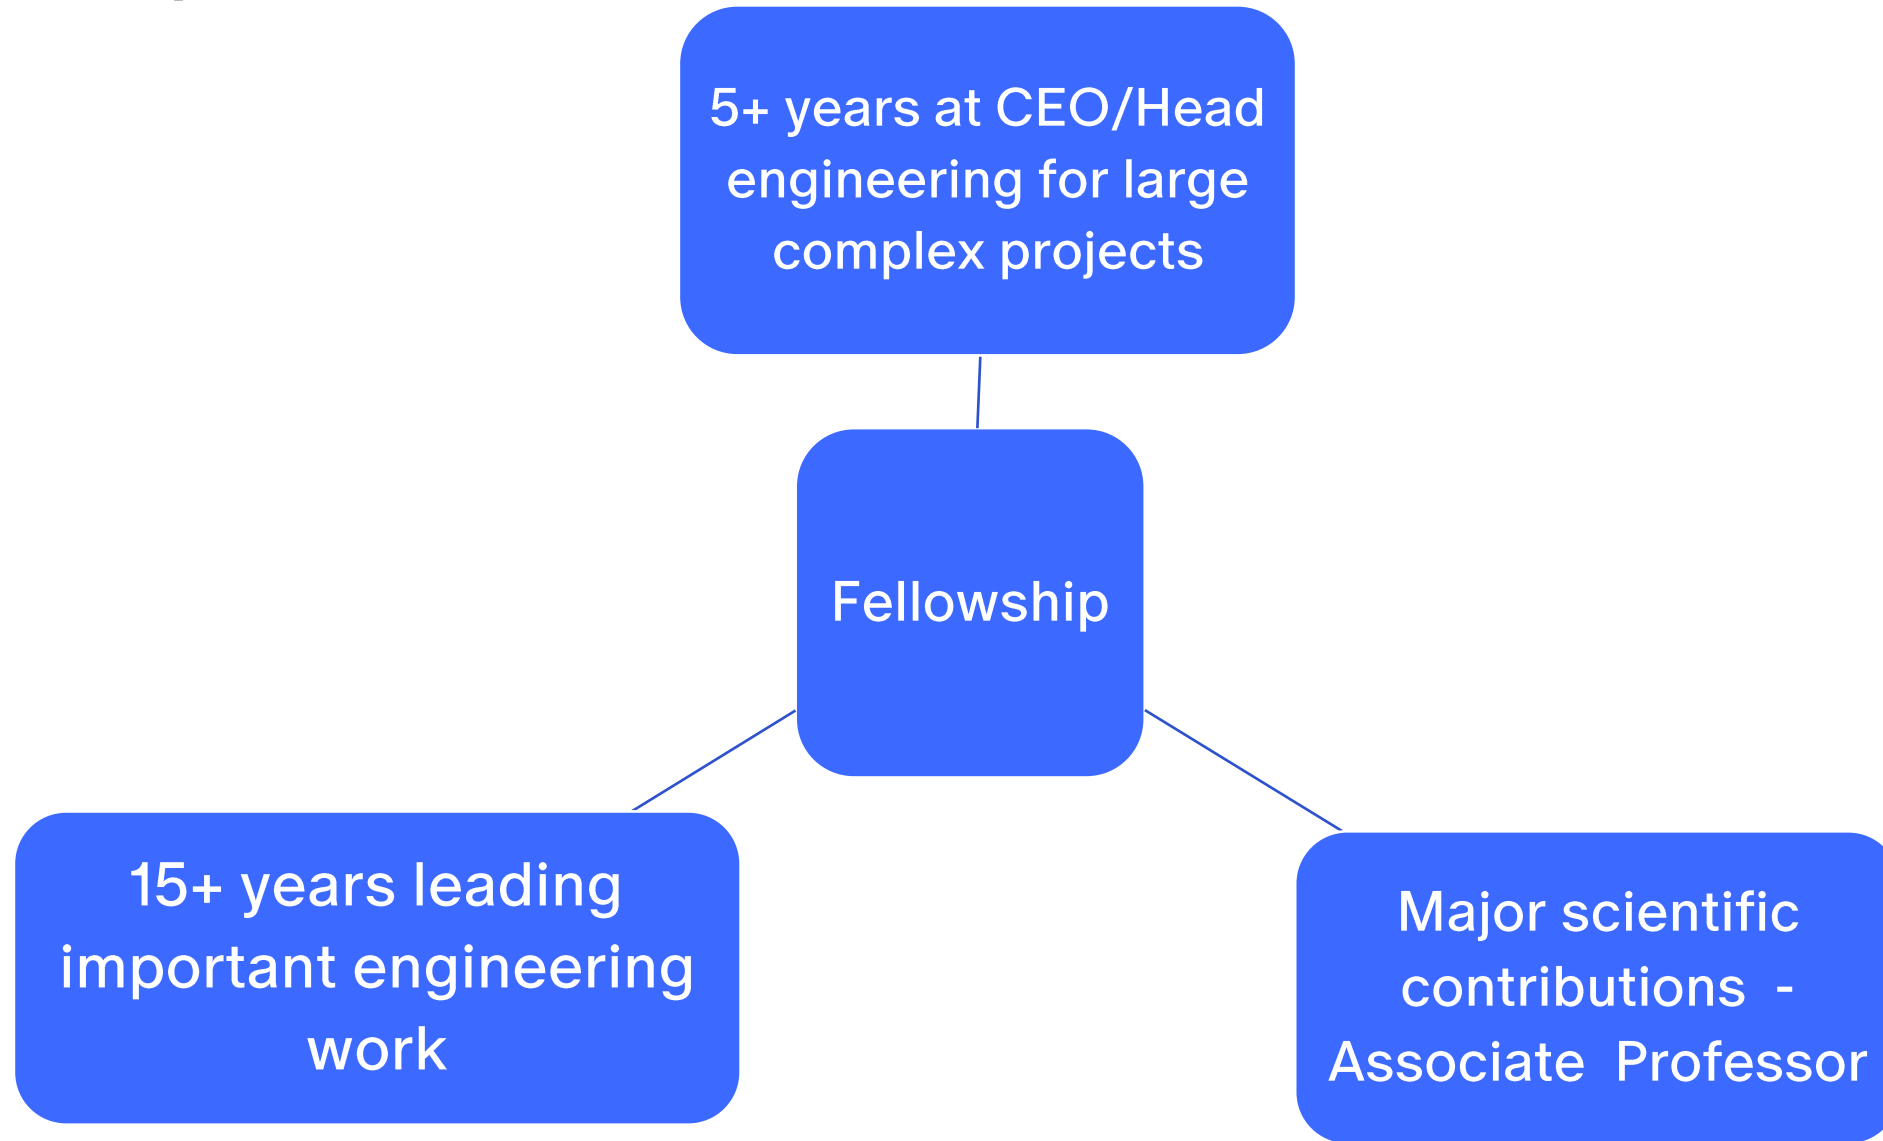 5+ years at CEO/Head
engineering for large
complex projects
Fellowship
15+ years leading
important engineering
work
Major scientific
contributions  -
Associate  Professor